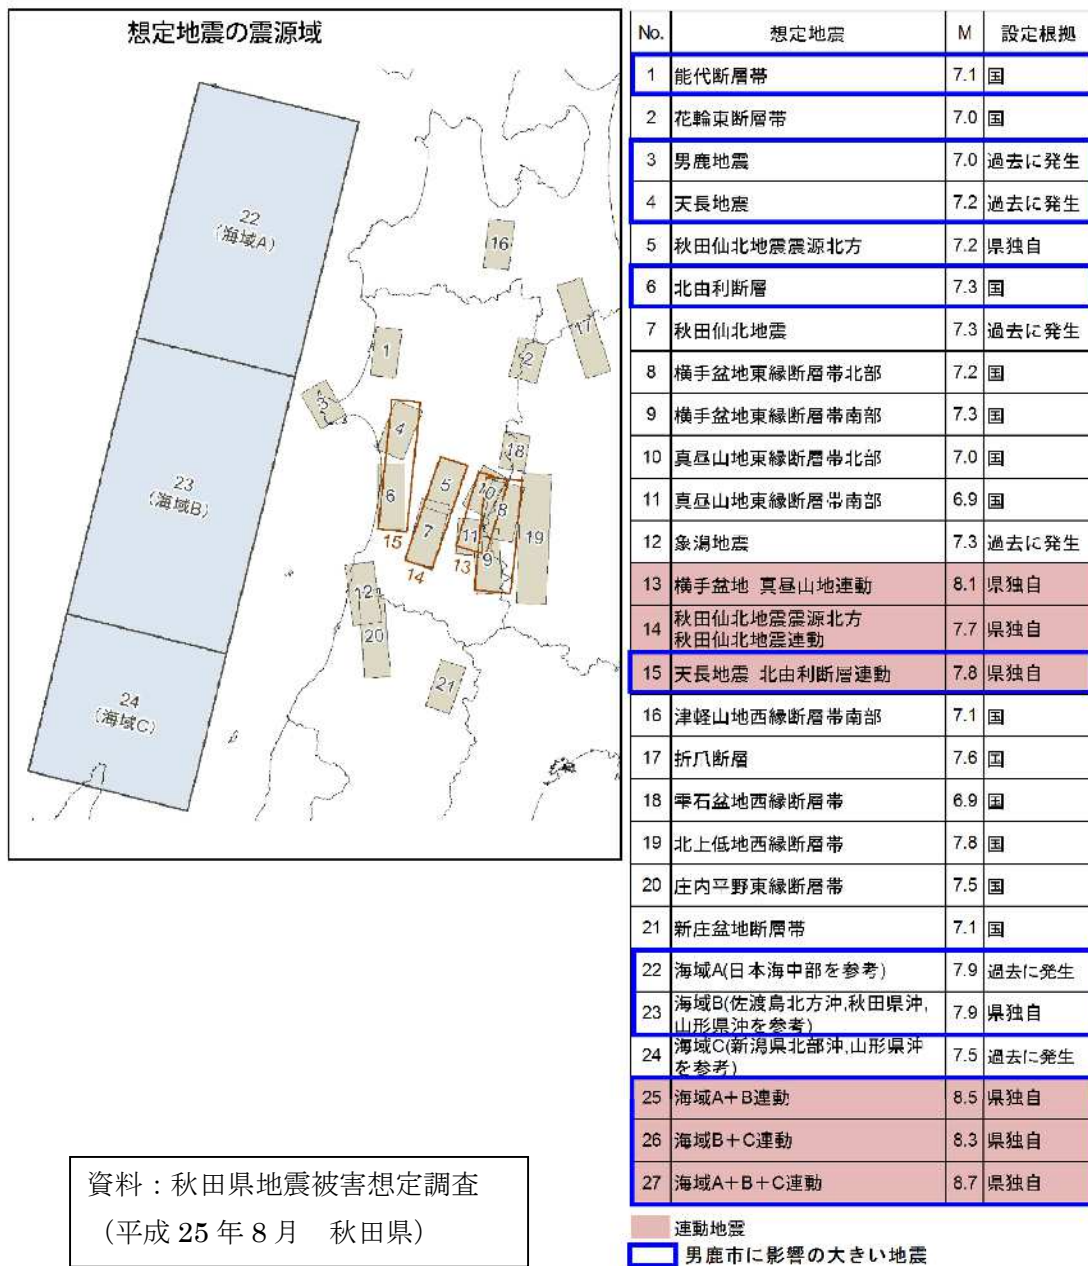 想定地震の震源域
22
(海域A)
23
(海域B)
24
(海域C)
16
17
1
2
3
4
18
5
6
10
8
7
11
19
9
15
14
13
12
20
21
No. 想定地震 M 設定根拠
1 能代断層帯 7.1 国
2 花輪東断層帯 7.0 国
3 男鹿地震 7.0 過去に発生
4 天長地震 7.2 過去に発生
5 秋田仙北地震震源北方 7.2 県独自
6 北由利断層 7.3 国
7 秋田仙北地震 7.3 過去に発生
8 横手盆地東縁断層帯北部 7.2 国
9 横手盆地東縁断層帯南部 7.3 国
10 真昼山地東縁断層帯北部 7.0 国
11 真昼山地東縁断層帯南部 6.9 国
12 象潟地震 7.3 過去に発生
13 横手盆地 真昼山地連動 8.1 県独自
14 秋田仙北地震震源北方
秋田仙北地震連動 7.7 県独自
15 天長地震 北由利断層連動 7.8 県独自
16 津軽山地西縁断層帯南部 7.1 国
17 折爪断層 7.6 国
18 雫石盆地西縁断層帯 6.9 国
19 北上低地西縁断層帯 7.8 国
20 庄内平野東縁断層帯 7.5 国
21 新庄盆地断層帯 7.1 国
22 海域A(日本海中部を参考) 7.9 過去に発生
23 海域B(佐渡島北方沖,秋田県沖,
山形県沖を参考) 7.9 県独自
24 海域C(新潟県北部沖,山形県沖
を参考) 7.5 過去に発生
25 海域A+B連動 8.5 県独自
26 海域B+C連動 8.3 県独自
27 海域A+B+C連動 8.7 県独自
連動地震
男鹿市に影響の大きい地震
資料：秋田県地震被害想定調査
（平成 25 年 8 月　秋田県）